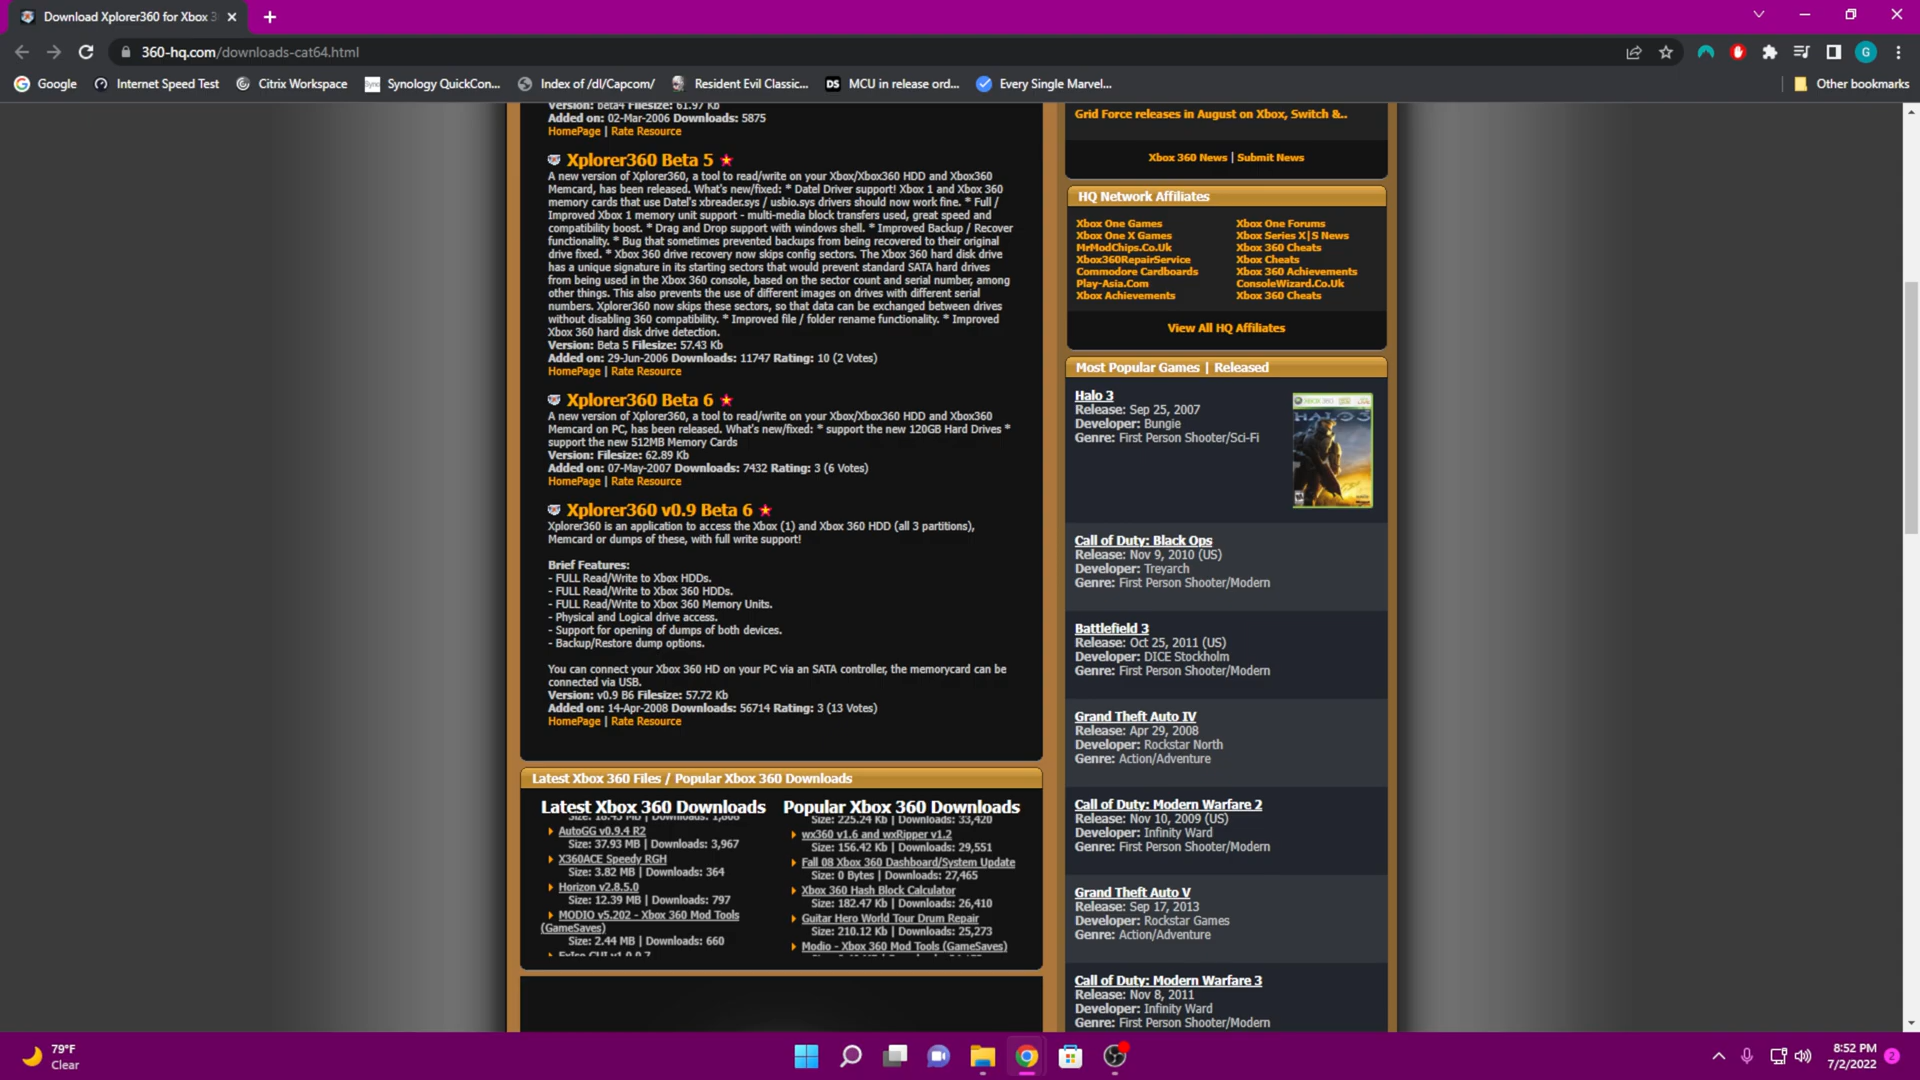 Download Xplorer360 for Xbox 3
360-hq.com/downloads-cat64.html
G
Google
Internet Speed Test
Citrix Workspace
Synology QuickCon...
Index of /dl/Capcom/
Resident Evil Classic...
DS
MCU in release ord...
Every Single Marvel...
Other bookmarks
Version: beta4 Filesize: 61.97 Kb
Added on: 02-Mar-2006 Downloads: 5875
HomePage | Rate Resource
Xplorer360 Beta 5
A new version of Xplorer360, a tool to read/write on your Xbox/Xbox360 HDD and Xbox360
Memcard, has been released. What's new/fixed: * Datel Driver support! Xbox 1 and Xbox 360
memory cards that use Datel's xbreader.sys / usbio.sys drivers should now work fine. * Full /
Improved Xbox 1 memory unit support - multi-media block transfers used, great speed and
compatibility boost. * Drag and Drop support with windows shell. * Improved Backup / Recover
functionality. * Bug that sometimes prevented backups from being recovered to their original
drive fixed. * Xbox 360 drive recovery now skips config sectors. The Xbox 360 hard disk drive
has a unique signature in its starting sectors that would prevent standard SATA hard drives
from being used in the Xbox 360 console, based on the sector count and serial number, among
other things. This also prevents the use of different images on drives with different serial
numbers. Xplorer360 now skips these sectors, so that data can be exchanged between drives
without disabling 360 compatibility. * Improved file / folder rename functionality. * Improved
Xbox 360 hard disk drive detection.
Version: Beta 5 Filesize: 57.43 Kb
Added on: 29-Jun-2006 Downloads: 11747 Rating: 10 (2 Votes)
HomePage | Rate Resource
Xplorer360 Beta 6
A new version of Xplorer360, a tool to read/write on your Xbox/Xbox360 HDD and Xbox360
Memcard on PC, has been released. What's new/fixed: * support the new 120GB Hard Drives *
support the new 512MB Memory Cards
Version: Filesize: 62.89 Kb
Added on: 07-May-2007 Downloads: 7432 Rating: 3 (6 Votes)
HomePage | Rate Resource
Xplorer360 v0.9 Beta 6
Xplorer360 is an application to access the Xbox (1) and Xbox 360 HDD (all 3 partitions),
Memcard or dumps of these, with full write support!
Brief Features:
- FULL Read/Write to Xbox HDDs.
- FULL Read/Write to Xbox 360 HDDs.
- FULL Read/Write to Xbox 360 Memory Units.
- Physical and Logical drive access.
- Support for opening of dumps of both devices.
- Backup/Restore dump options.
You can connect your Xbox 360 HD on your PC via an SATA controller, the memorycard can be
connected via USB.
Version: v0.9 B6 Filesize: 57.72 Kb
Added on: 14-Apr-2008 Downloads: 56714 Rating: 3 (13 Votes)
HomePage | Rate Resource
Latest Xbox 360 Files / Popular Xbox 360 Downloads
Latest Xbox 360 Downloads
Size: 18.45 MB | Downloads: 1,806
AutoGG v0.9.4 R2
Size: 37.93 MB | Downloads: 3,967
X360ACE Speedy RGH
Size: 3.82 MB | Downloads: 364
Horizon v2.8.5.0
Size: 12.39 MB | Downloads: 797
MODIO v5.202 - Xbox 360 Mod Tools
(GameSaves)
Size: 2.44 MB | Downloads: 660
Popular Xbox 360 Downloads
Size: 225.24 Kb | Downloads: 33,420
wx360 v1.6 and wxRipper v1.2
Size: 156.42 Kb | Downloads: 29,551
Fall 08 Xbox 360 Dashboard/System Update
Size: 0 Bytes | Downloads: 27,465
Xbox 360 Hash Block Calculator
Size: 182.47 Kb | Downloads: 26,410
Guitar Hero World Tour Drum Repair
Size: 210.12 Kb | Downloads: 25,273
Modio - Xbox 360 Mod Tools (GameSaves)
Grid Force releases in August on Xbox, Switch &..
Xbox 360 News | Submit News
HQ Network Affiliates
Xbox One Games
Xbox One X Games
MrModChips.Co.Uk
Xbox360RepairService
Commodore Cardboards
Play-Asia.Com
Xbox Achievements
Xbox One Forums
Xbox Series X|S News
Xbox 360 Cheats
Xbox Cheats
Xbox 360 Achievements
ConsoleWizard.Co.Uk
Xbox 360 Cheats
View All HQ Affiliates
Most Popular Games | Released
Halo 3
Release: Sep 25, 2007
Developer: Bungie
Genre: First Person Shooter/Sci-Fi
HALO 3
Call of Duty: Black Ops
Release: Nov 9, 2010 (US)
Developer: Treyarch
Genre: First Person Shooter/Modern
Battlefield 3
Release: Oct 25, 2011 (US)
Developer: DICE Stockholm
Genre: First Person Shooter/Modern
Grand Theft Auto IV
Release: Apr 29, 2008
Developer: Rockstar North
Genre: Action/Adventure
Call of Duty: Modern Warfare 2
Release: Nov 10, 2009 (US)
Developer: Infinity Ward
Genre: First Person Shooter/Modern
Grand Theft Auto V
Release: Sep 17, 2013
Developer: Rockstar Games
Genre: Action/Adventure
Call of Duty: Modern Warfare 3
Release: Nov 8, 2011
Developer: Infinity Ward
Genre: First Person Shooter/Modern
79°F
Clear
8:52 PM
7/2/2022
2